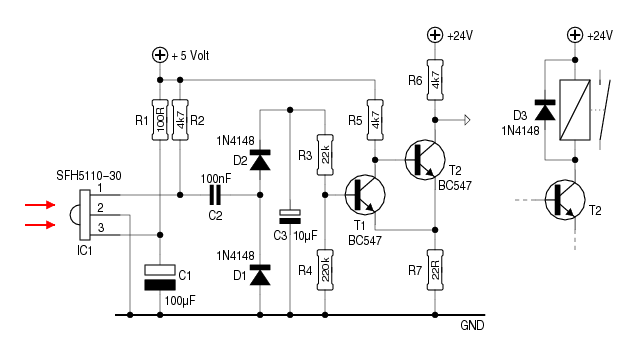 +24V
+24V
+ 5 Volt
R6
4k7
D3
1N4148
R1
100R
4k7
R2
R5
4k7
1N4148
D2
R3
22k
T2
BC547
SFH5110-30
1
2
3
IC1
100nF
C2
T1
BC547
T2
C3
10µF
1N4148
D1
R4
220k
R7
22R
C1
100µF
GND